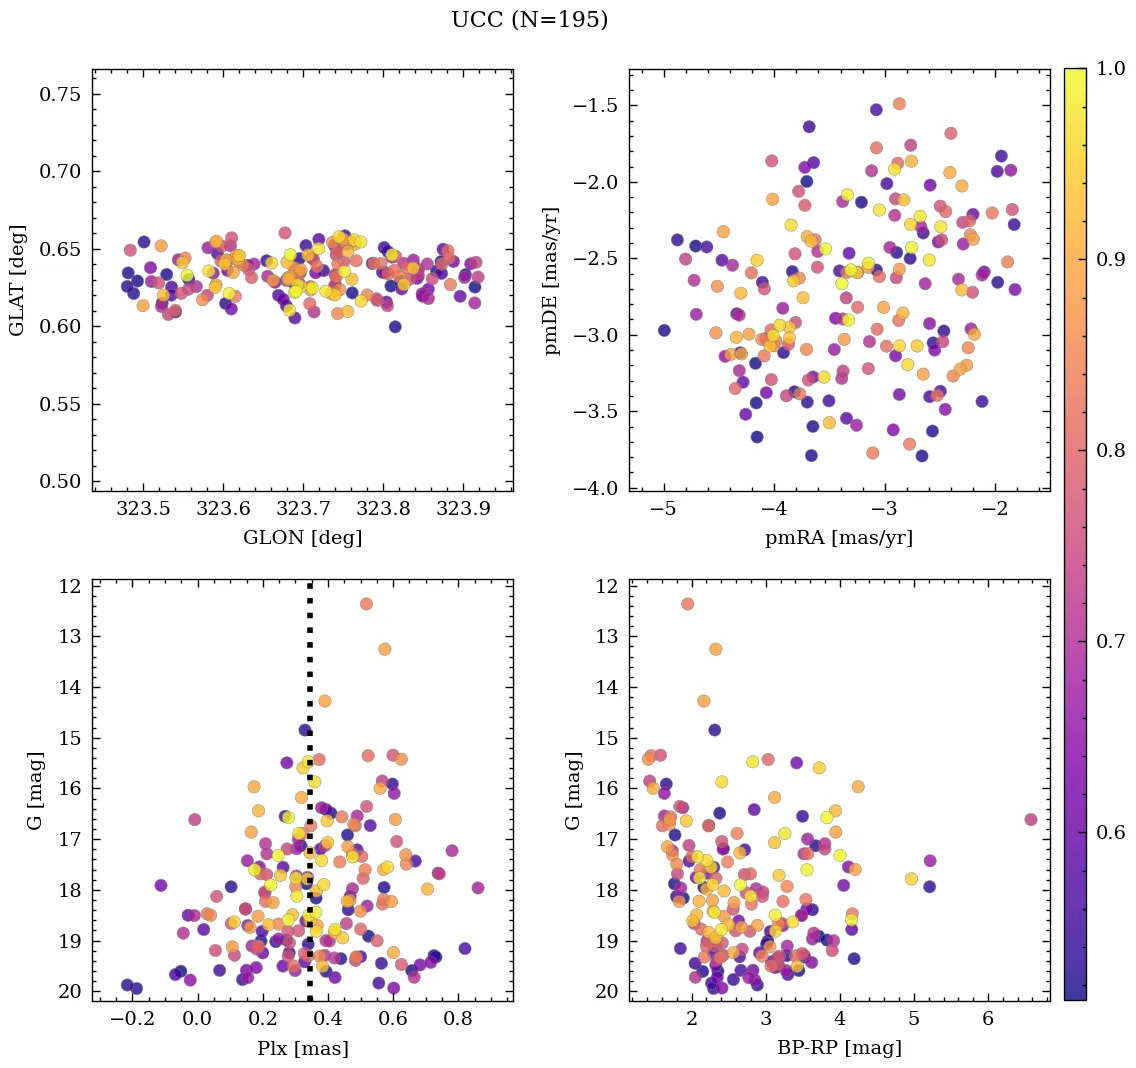 UCC (N=195)
0.75
0.70
0.65
0.60
0.55
0.50
GLAT [deg]
323.5 323.6 323.7 323.8 323.9
GLON [deg]
−1.5
−2.0
−2.5
−3.0
−3.5
−4.0
pmDE [mas/yr]
−5 −4 −3 −2
pmRA [mas/yr]
12
13
14
15
16
17
18
19
20
G [mag]
−0.2 0.0 0.2 0.4 0.6 0.8
Plx [mas]
12
13
14
15
16
17
18
19
20
G [mag]
2 3 4 5 6
BP-RP [mag]
1.0
0.9
0.8
0.7
0.6